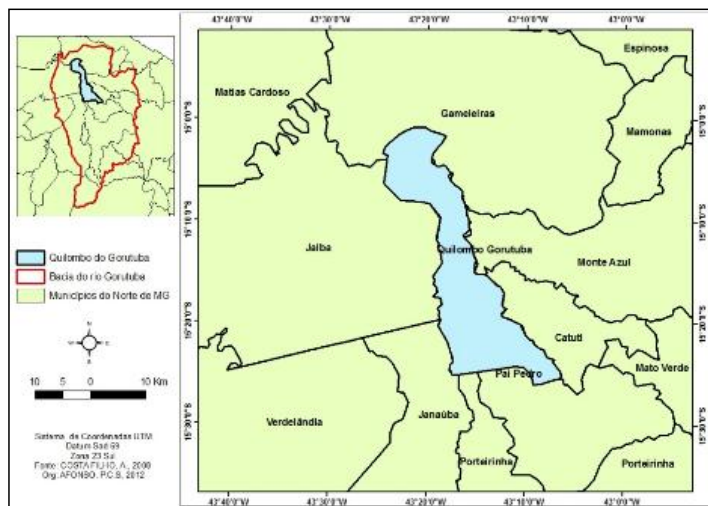 43°40'0"W 43°30'0"W 43°20'0"W 43°10'0"W 43°0'0"W
Espinosa
Matias Cardoso
Gameleiras
Mamonas
15°0'0"S 15°0'0"S
15°10'0"S 15°10'0"S
Jaíba
Quilombo Gorutuba
Monte Azul
15°20'0"S 15°20'0"S
Catuti
Mato Verde
Pai Pedro
Verdelândia
Janaúba
Porteirinha
Porteirinha
15°30'0"S 15°30'0"S
43°40'0"W 43°30'0"W 43°20'0"W 43°10'0"W 43°0'0"W
Quilombo do Gorutuba
Bacia do rio Gorutuba
Municípios do Norte de MG
N
W E
S
10 5 0 10 Km
Sistema de Coordenadas UTM
Datum Sad 69
Zona 23 Sul
Fonte: COSTA FILHO, A., 2008
Org: AFONSO, P.C.S, 2012